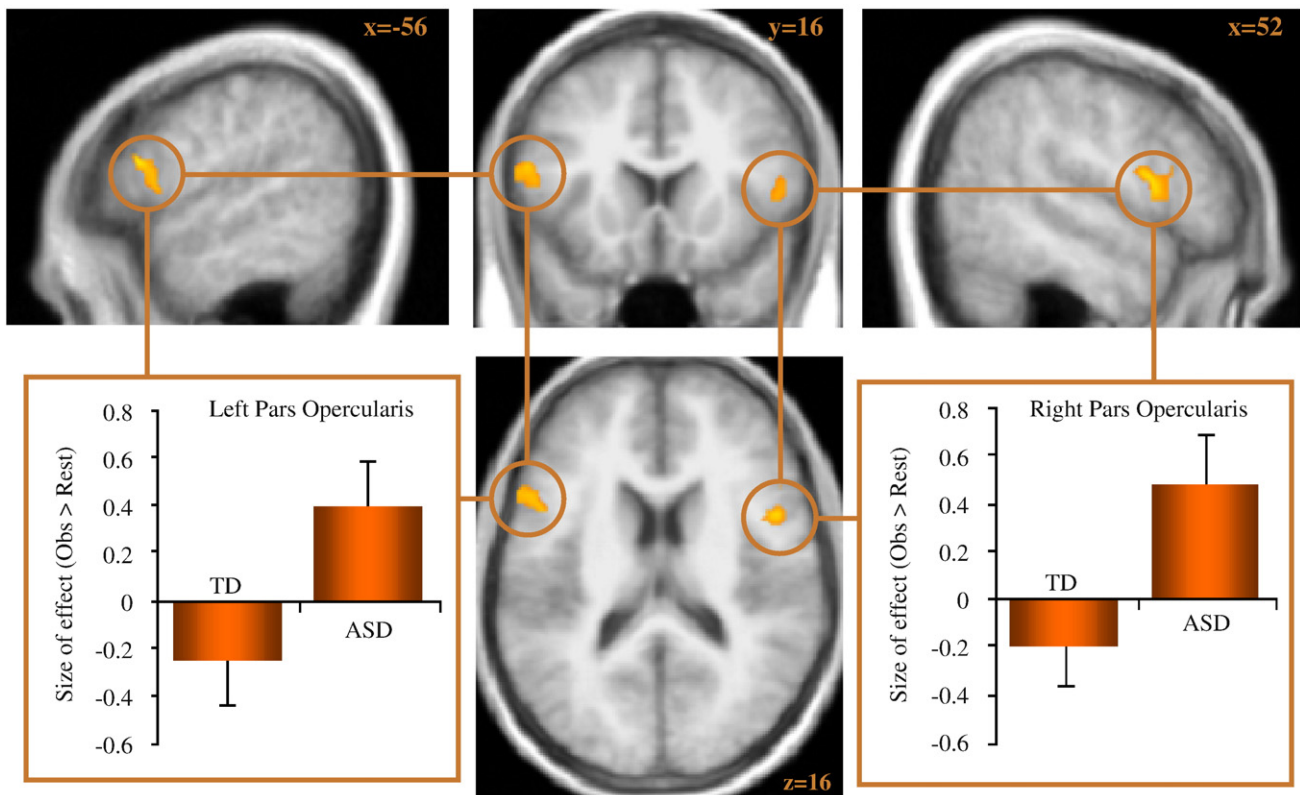 x=-56
y=16
x=52
Left Pars Opercularis
Size of effect (Obs > Rest)
0.8
0.6
0.4
0.2
0
-0.2
-0.4
-0.6
TD
ASD
z=16
Right Pars Opercularis
Size of effect (Obs > Rest)
0.8
0.6
0.4
0.2
0
-0.2
-0.4
-0.6
TD
ASD